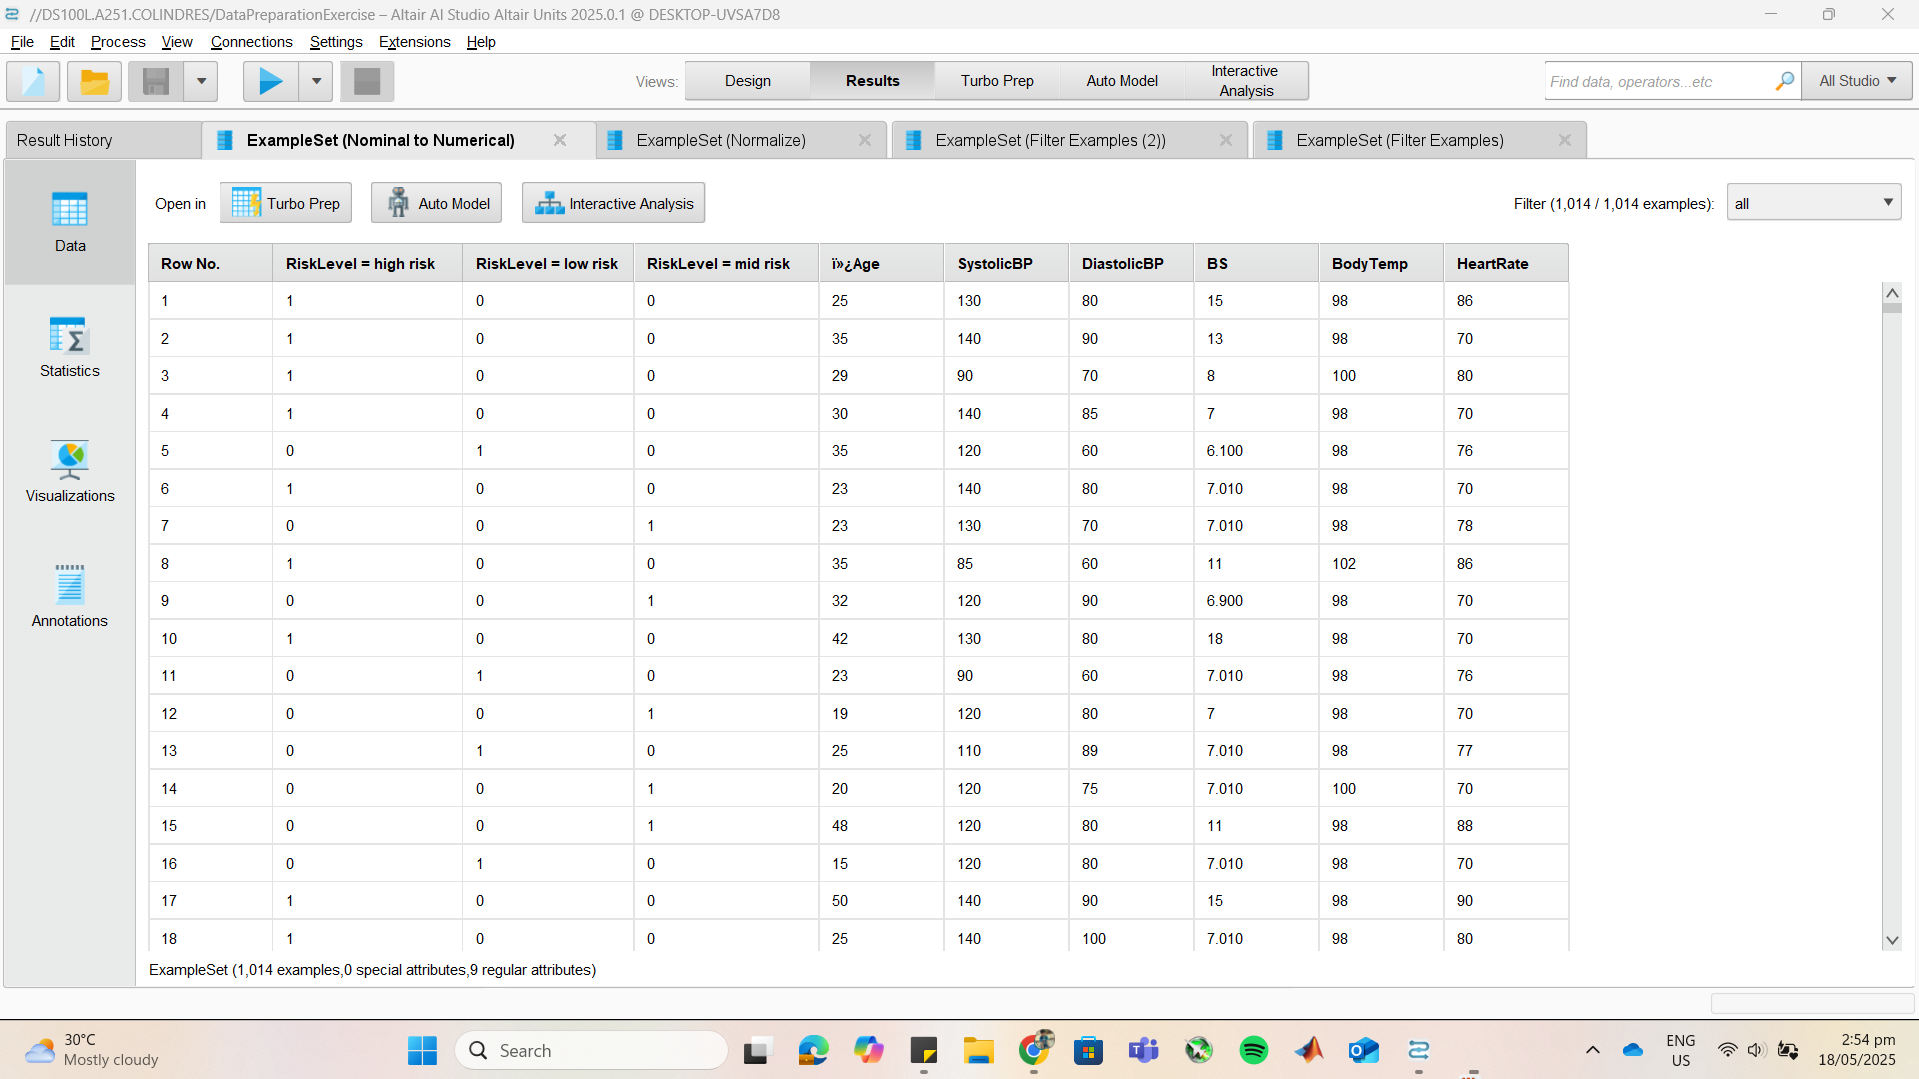 //DS100L.A251.COLINDRES/DataPreparationExercise – Altair AI Studio Altair Units 2025.0.1 @ DESKTOP-UVSA7D8
File Edit Process View Connections Settings Extensions Help
Views: Design Results Turbo Prep Auto Model Interactive Analysis
Find data, operators...etc All Studio
Result History ExampleSet (Nominal to Numerical) ExampleSet (Normalize) ExampleSet (Filter Examples (2)) ExampleSet (Filter Examples)
Data
Statistics
Visualizations
Annotations
Open in Turbo Prep Auto Model Interactive Analysis Filter (1,014 / 1,014 examples): all
Row No. RiskLevel = high risk RiskLevel = low risk RiskLevel = mid risk ï»¿Age SystolicBP DiastolicBP BS BodyTemp HeartRate
1 1 0 0 25 130 80 15 98 86
2 1 0 0 35 140 90 13 98 70
3 1 0 0 29 90 70 8 100 80
4 1 0 0 30 140 85 7 98 70
5 0 1 0 35 120 60 6.100 98 76
6 1 0 0 23 140 80 7.010 98 70
7 0 0 1 23 130 70 7.010 98 78
8 1 0 0 35 85 60 11 102 86
9 0 0 1 32 120 90 6.900 98 70
10 1 0 0 42 130 80 18 98 70
11 0 1 0 23 90 60 7.010 98 76
12 0 0 1 19 120 80 7 98 70
13 0 1 0 25 110 89 7.010 98 77
14 0 0 1 20 120 75 7.010 100 70
15 0 0 1 48 120 80 11 98 88
16 0 1 0 15 120 80 7.010 98 70
17 1 0 0 50 140 90 15 98 90
18 1 0 0 25 140 100 7.010 98 80
ExampleSet (1,014 examples,0 special attributes,9 regular attributes)
30°C
Mostly cloudy
Search
ENG
US
2:54 pm
18/05/2025